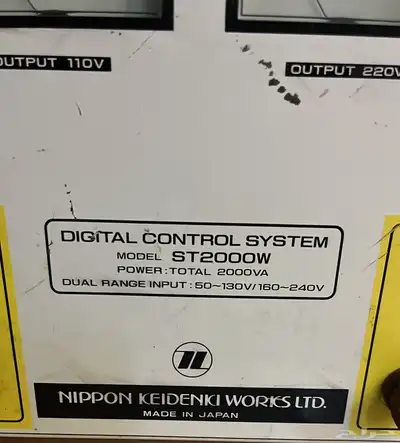 OUTPUT 110V
OUTPUT 220V
DIGITAL CONTROL SYSTEM
MODEL ST2000W
POWER:TOTAL 2000VA
DUAL RANGE INPUT:50~130V/160~240V
NIPPON KEIDENKI WORKS LTD.
MADE IN JAPAN